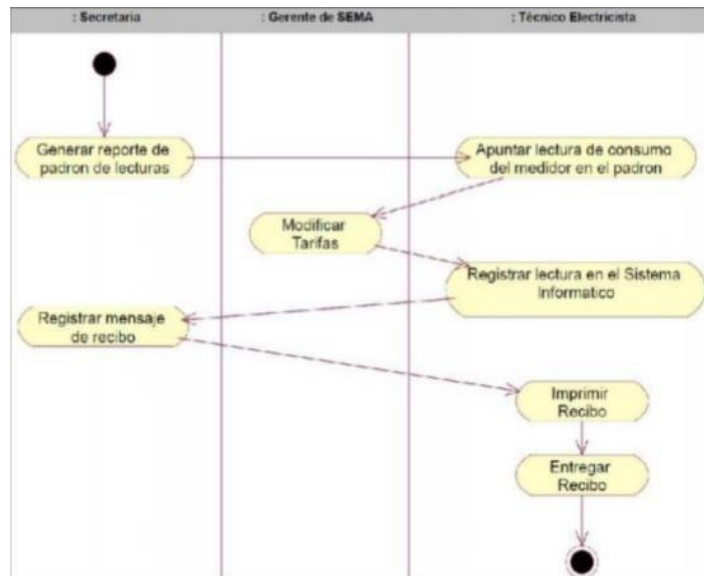 : Secretaria
: Gerente de SEMA
: Técnico Electricista
Generar reporte de
padron de lecturas
Apuntar lectura de consumo
del medidor en el padron
Modificar
Tarifas
Registrar lectura en el Sistema
Informatico
Registrar mensaje
de recibo
Imprimir
Recibo
Entregar
Recibo